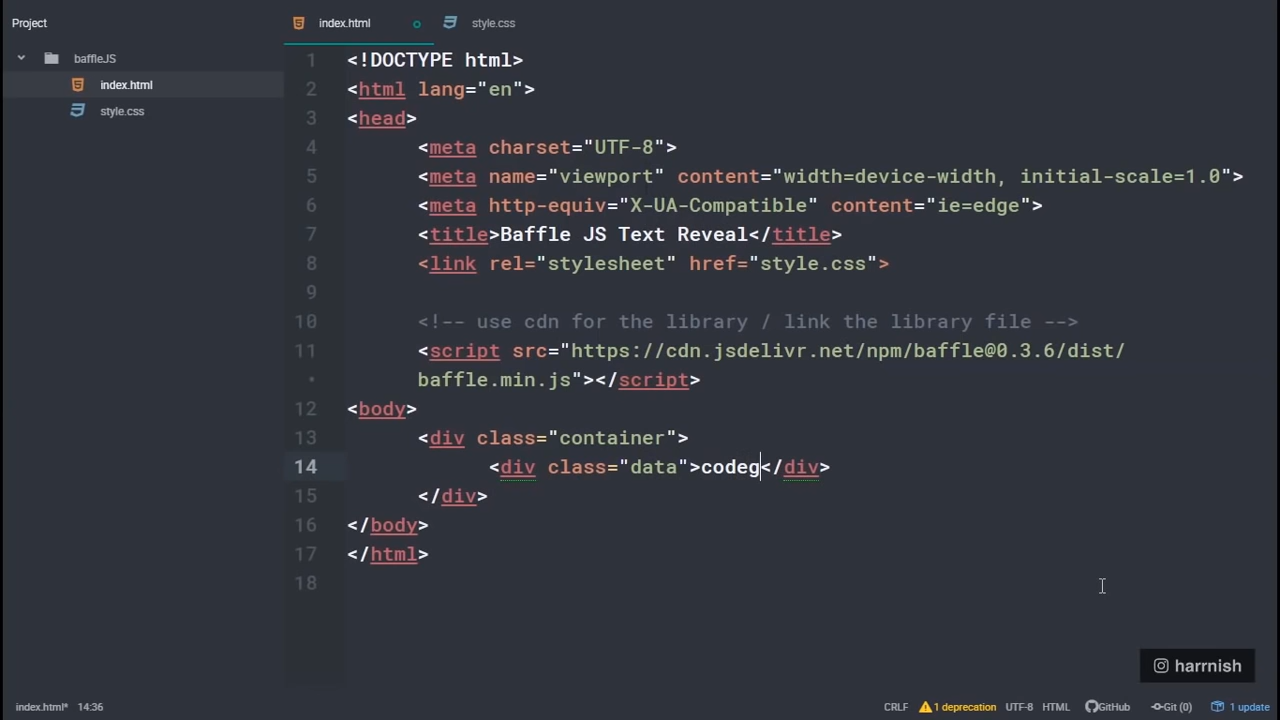 Project
index.html
style.css
baffleJS
index.html
style.css
1 <!DOCTYPE html>
2 <html lang="en">
3 <head>
4 <meta charset="UTF-8">
5 <meta name="viewport" content="width=device-width, initial-scale=1.0">
6 <meta http-equiv="X-UA-Compatible" content="ie=edge">
7 <title>Baffle JS Text Reveal</title>
8 <link rel="stylesheet" href="style.css">
9
10 <!-- use cdn for the library / link the library file -->
11 <script src="https://cdn.jsdelivr.net/npm/baffle@0.3.6/dist/
• baffle.min.js"></script>
12 <body>
13 <div class="container">
14 <div class="data">codeg</div>
15 </div>
16 </body>
17 </html>
18
harrnish
index.html* 14:36 CRLF 1 deprecation UTF-8 HTML GitHub Git (0) 1 update